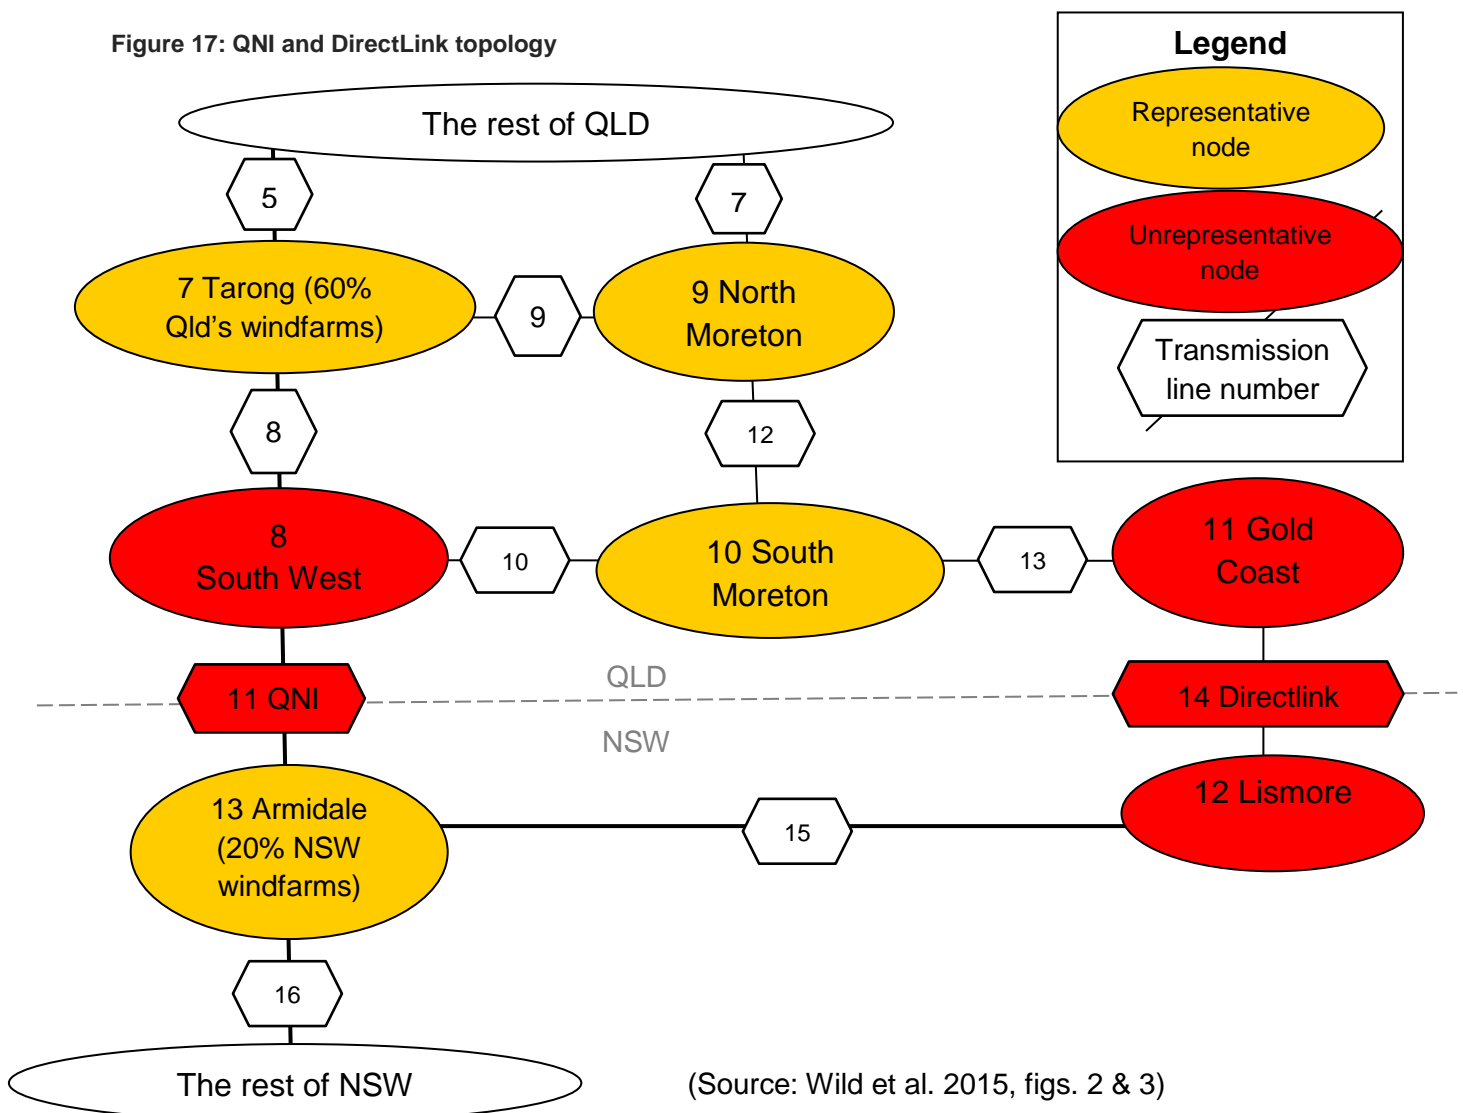 Figure 17: QNI and DirectLink topology
Legend
Representative
node
Unrepresentative
node
Transmission
line number
The rest of QLD
5
7
7 Tarong (60%
Qld's windfarms)
9
9 North
Moreton
8
12
8
South West
10
10 South
Moreton
13
11 Gold
Coast
QLD
11 QNI
14 Directlink
NSW
13 Armidale
(20% NSW
windfarms)
15
12 Lismore
16
The rest of NSW
(Source: Wild et al. 2015, figs. 2 & 3)